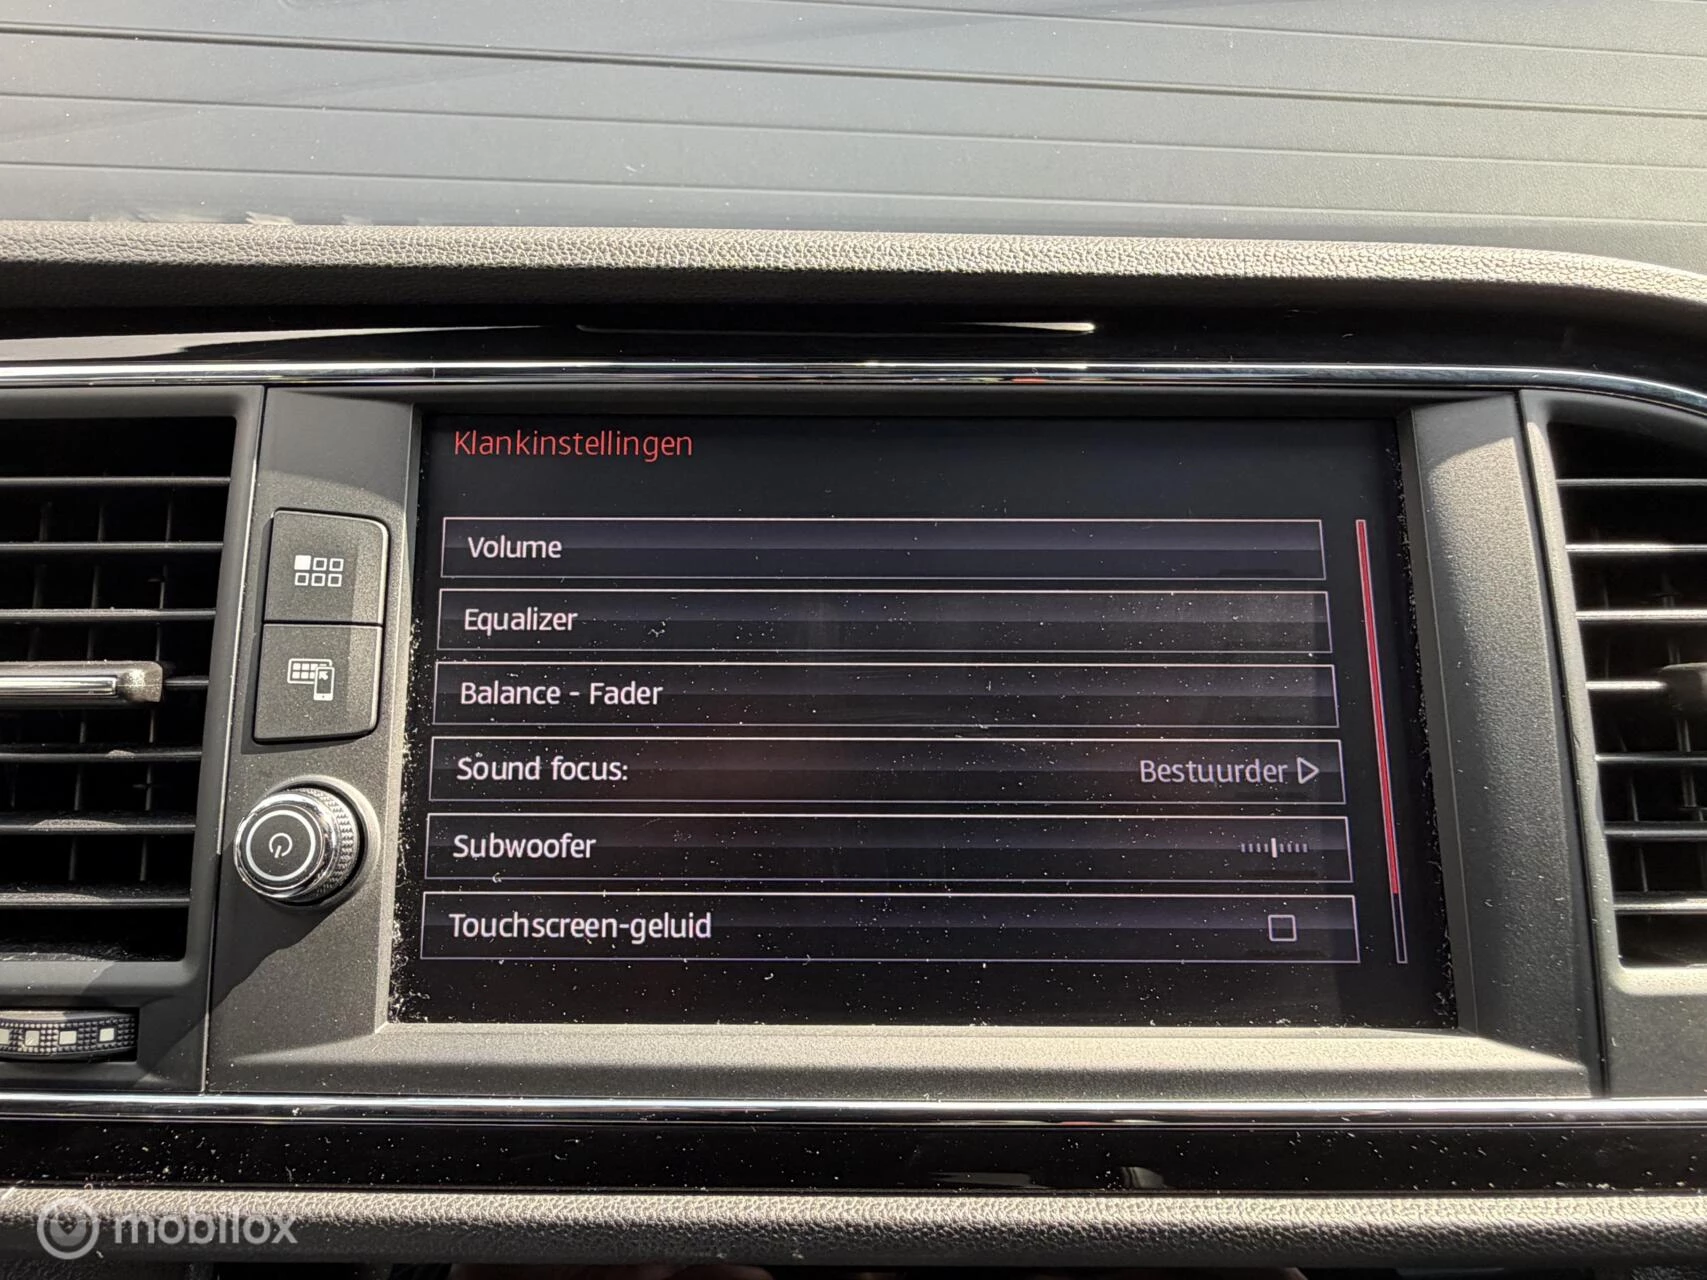 Klankinstellingen
Volume
Equalizer
Balance - Fader
Sound focus: Bestuurder
Subwoofer
Touchscreen-geluid
mobilox